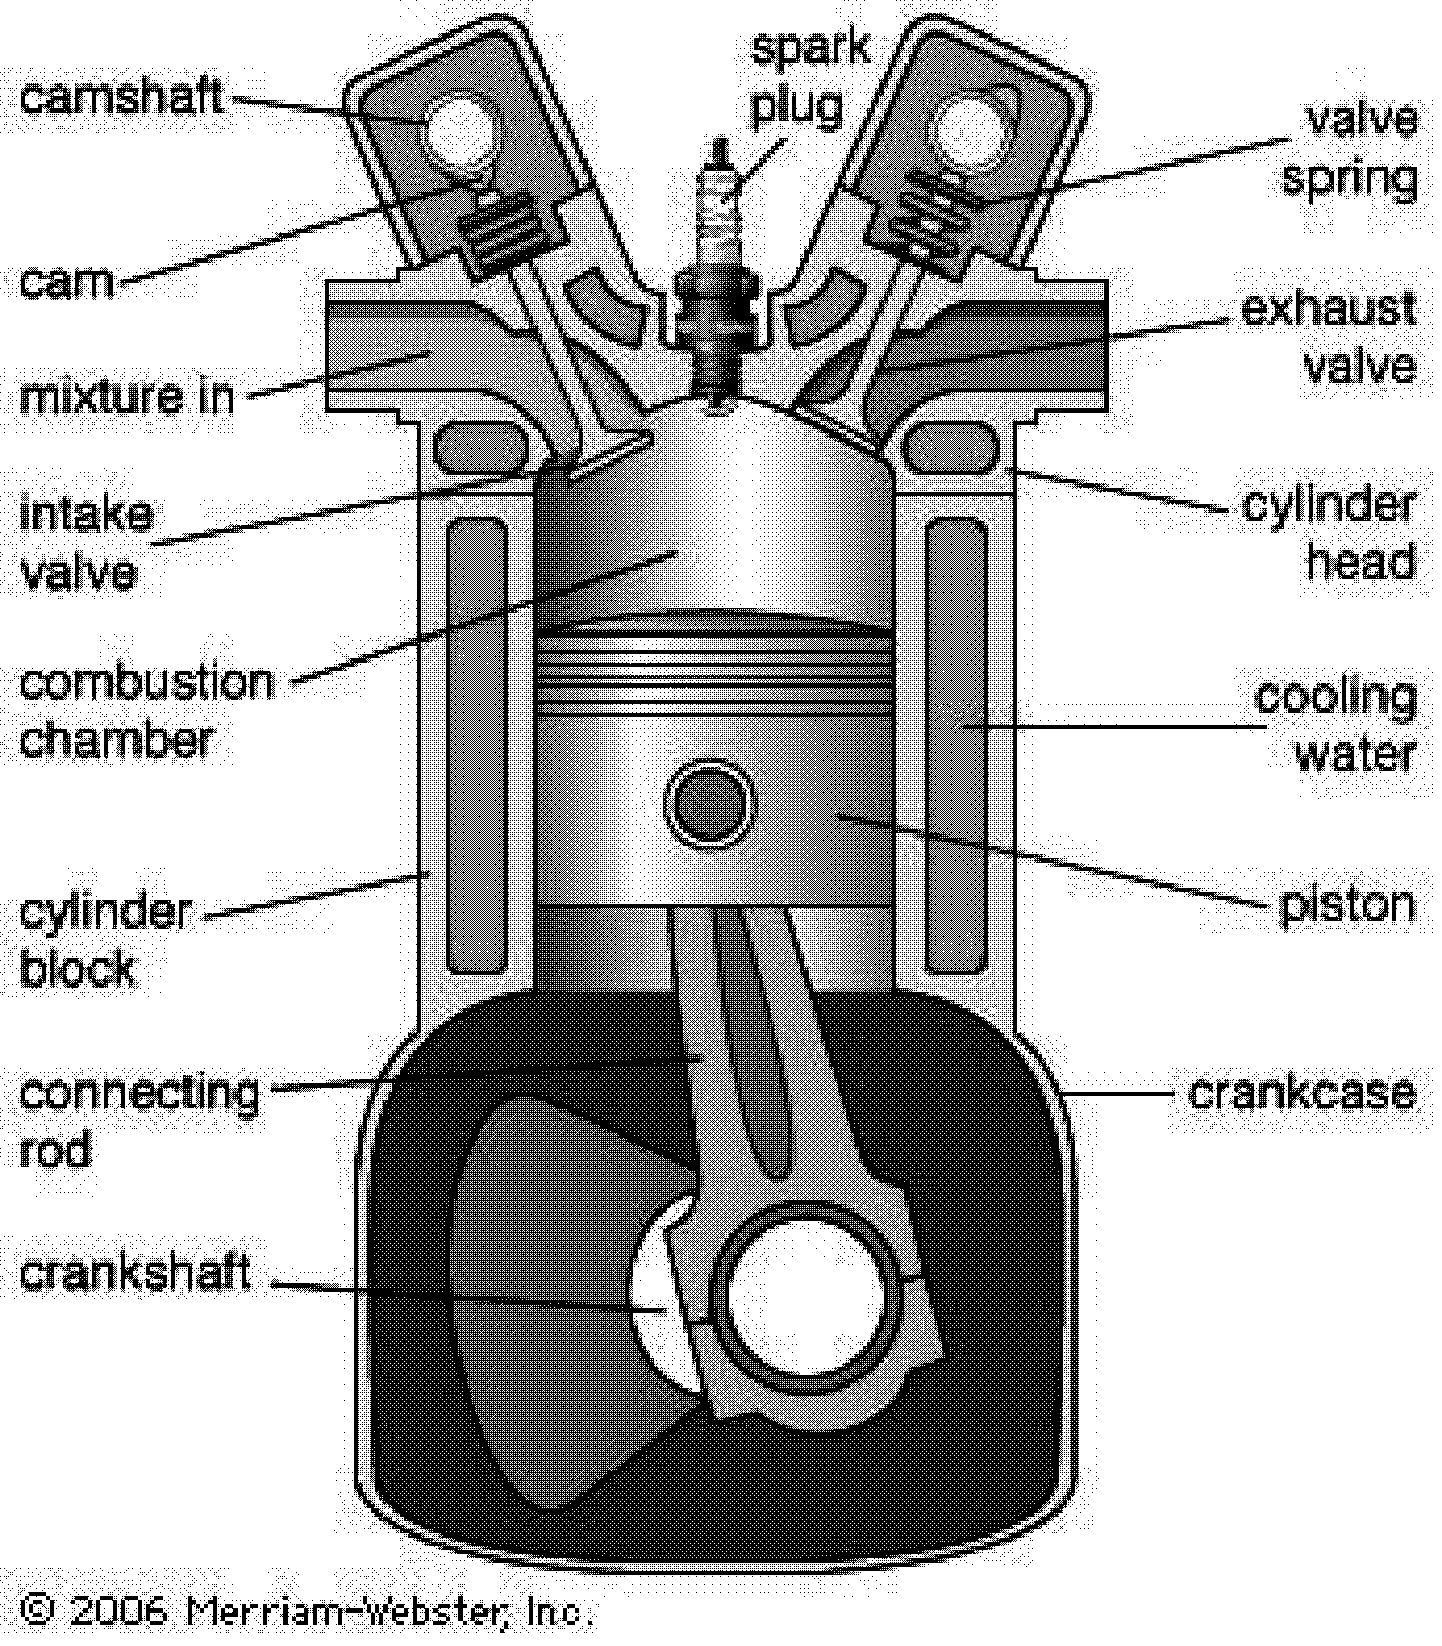 camshaft
cam
mixture in
intake
valve
combustion
chamber
cylinder
block
connecting
rod
crankshaft
spark
plug
valve
spring
exhaust
valve
cylinder
head
cooling
water
piston
crankcase
© 2006 Merriam-Webster, Inc.